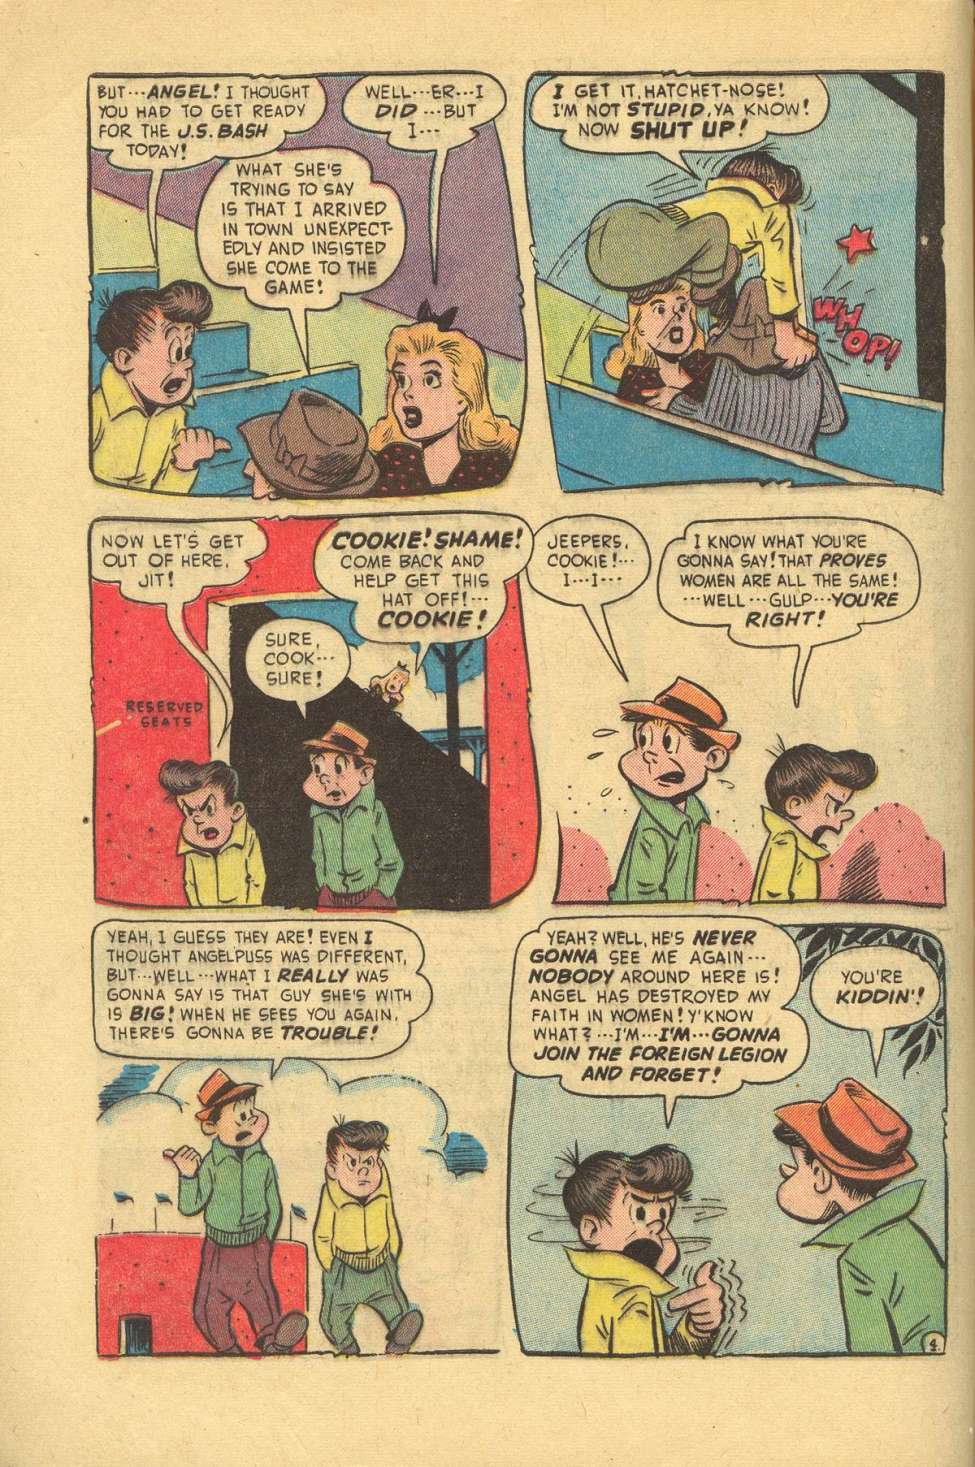 BUT---ANGEL! I THOUGHT
YOU HAD TO GET READY
FOR THE U.S. BASH
TODAY!
WELL---ER---I
DID ---BUT
I---
WHAT SHE'S
TRYING TO SAY
IS THAT I ARRIVED
IN TOWN UNEXPECT-
EDLY AND INSISTED
SHE COME TO THE
GAME!
I GET IT, HATCHET-NOSE!
I'M NOT STUPID, YA KNOW!
NOW SHUT UP!
WHOP!
NOW LET'S GET
OUT OF HERE,
JIT!
COOKIE! SHAME!
COME BACK AND
HELP GET THIS
HAT OFF!---
COOKIE!
SURE,
COOK---
SURE!
RESERVED
SEATS
JEEPERS,
COOKIE!---
I---I---
I KNOW WHAT YOU'RE
GONNA SAY! THAT PROVES
WOMEN ARE ALL THE SAME!
---WELL---GULP---YOU'RE
RIGHT!
YEAH, I GUESS THEY ARE! EVEN I
THOUGHT ANGELPUSS WAS DIFFERENT,
BUT---WELL---WHAT I REALLY WAS
GONNA SAY IS THAT GUY SHE'S WITH
IS BIG! WHEN HE SEES YOU AGAIN,
THERE'S GONNA BE TROUBLE!
YEAH? WELL, HE'S NEVER
GONNA SEE ME AGAIN---
NOBODY AROUND HERE IS!
ANGEL HAS DESTROYED MY
FAITH IN WOMEN! Y'KNOW
WHAT? ---I'M---I'M---GONNA
JOIN THE FOREIGN LEGION
AND FORGET!
YOU'RE
KIDDIN'!
4